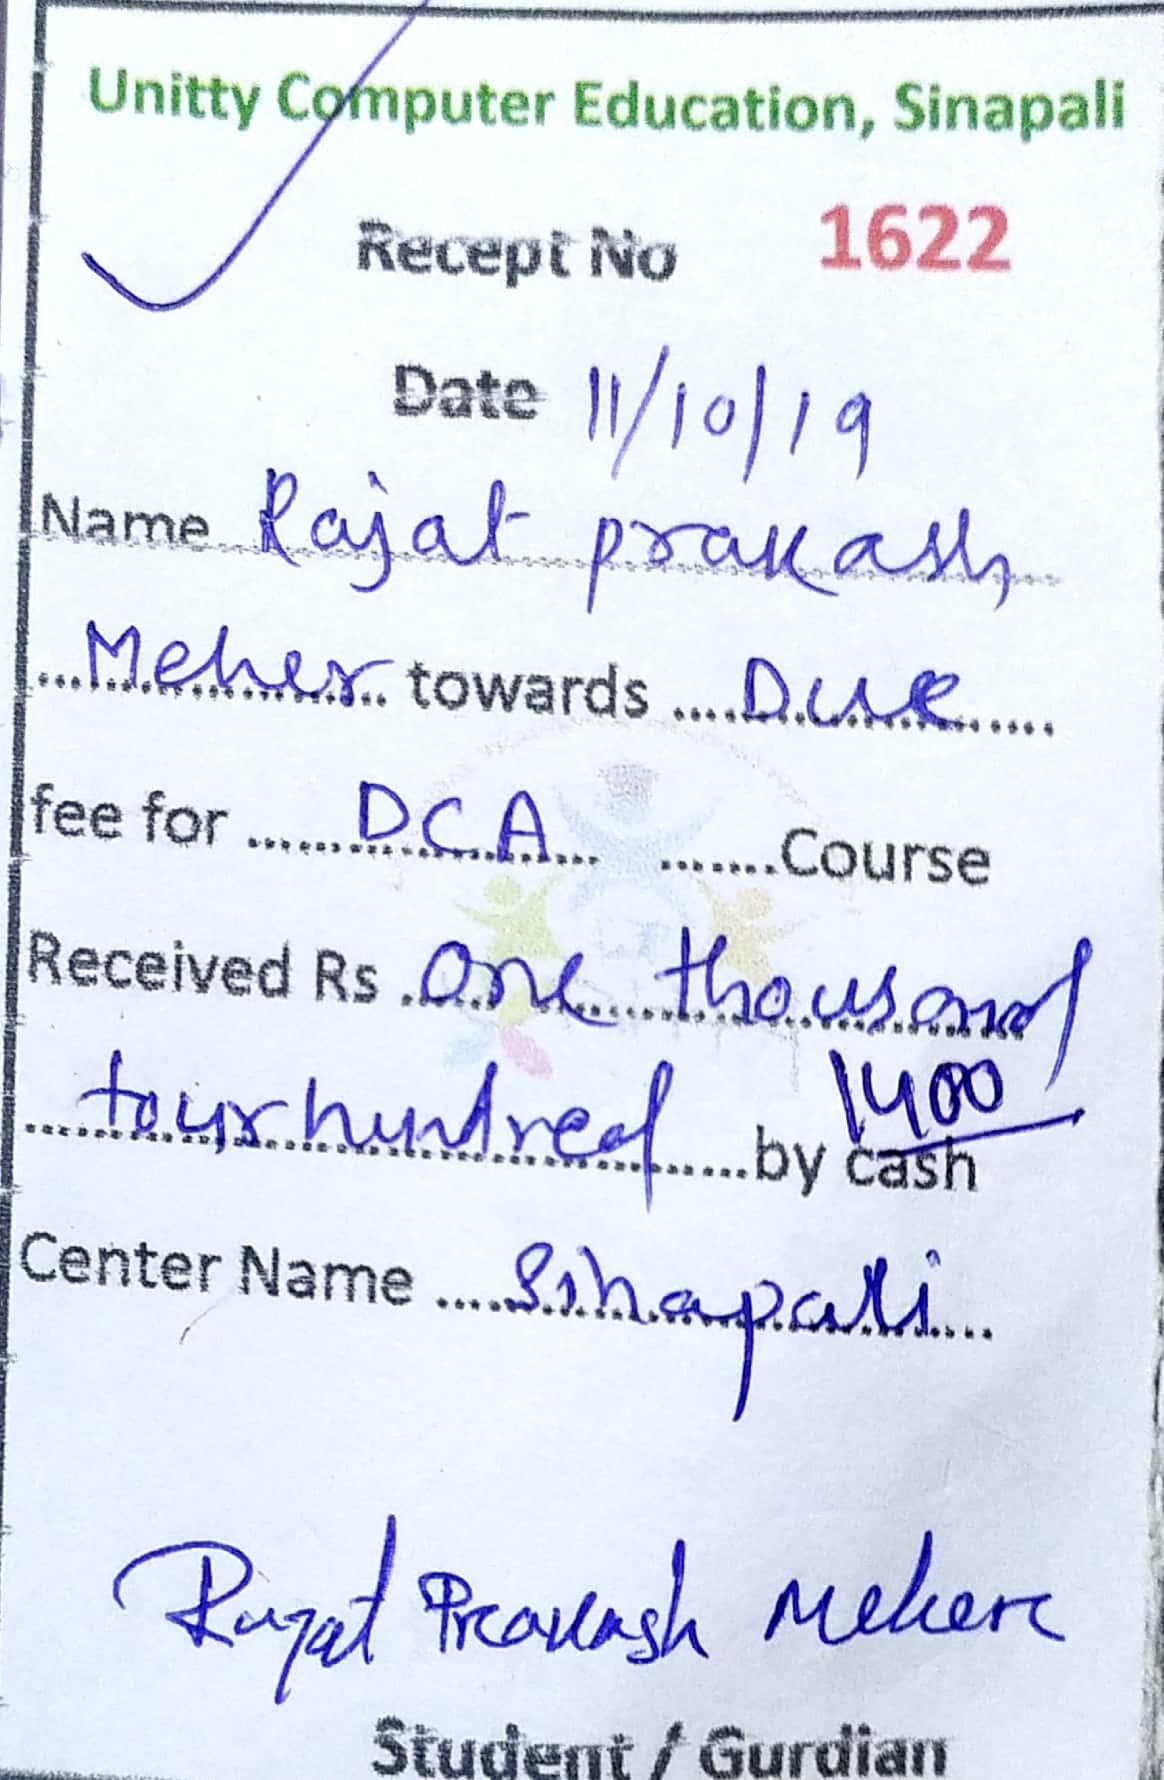 Unitty Computer Education, Sinapali
Recept No 1622
Date 11/10/19
Name Rajat prakash
...Meher... towards ....Due.....
fee for ......DCA... .......Course
Received Rs .one thousand
...four hundred.....by cash 1400
Center Name ....Sinapali...
Rajat Prakash Meher
Student / Gurdian